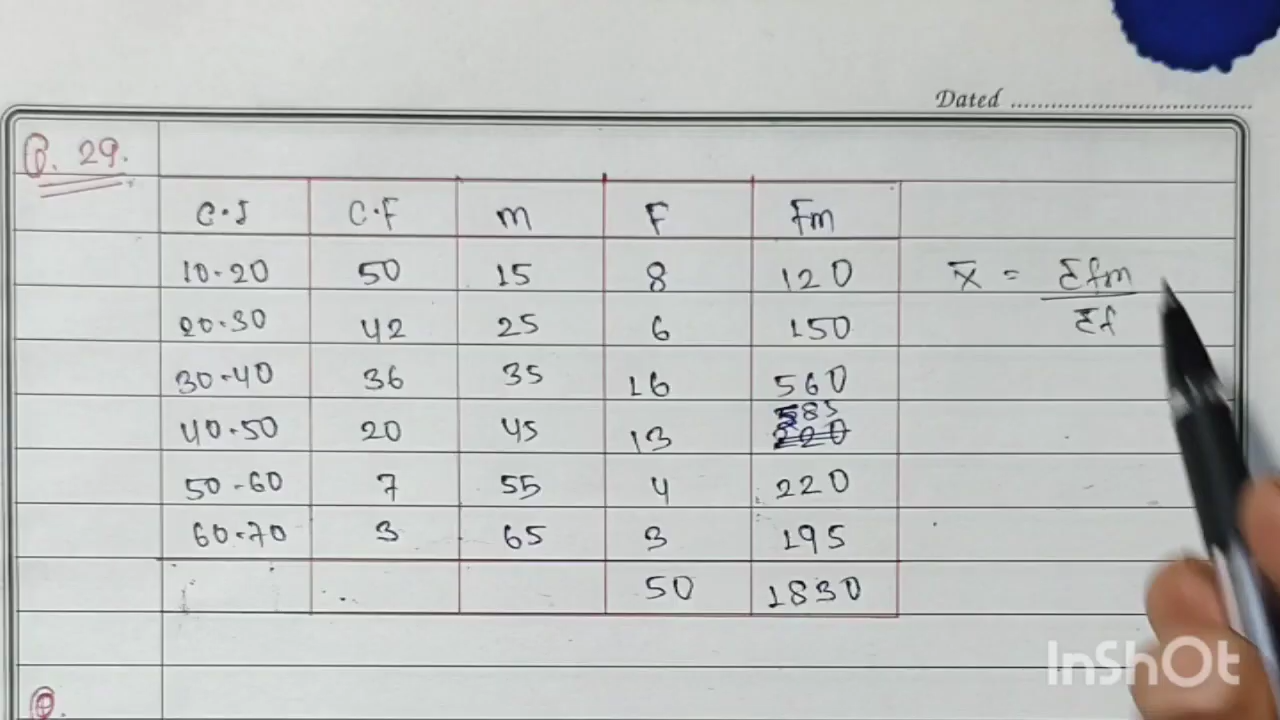 Dated
Q. 29.
C.I C.F m F Fm
10-20 50 15 8 120
20-30 42 25 6 150
30-40 36 35 16 560
585
40-50 20 45 13 220
50-60 7 55 4 220
60-70 3 65 3 195
50 1830
x̄ = Σfm
Σf
InShOt